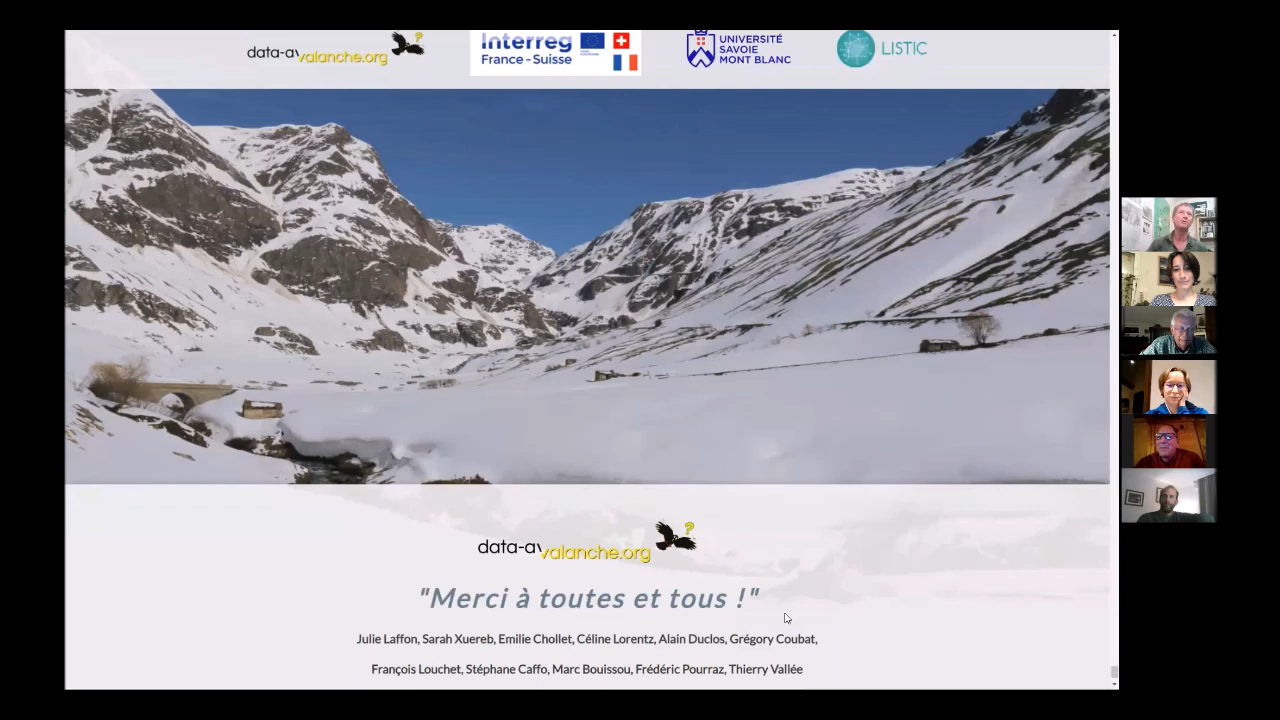 data-avalanche.org
?
Interreg
France - Suisse
UNIVERSITÉ
SAVOIE
MONT BLANC
LISTIC
data-avalanche.org
?
"Merci à toutes et tous !"
Julie Laffon, Sarah Xuereb, Emilie Chollet, Céline Lorentz, Alain Duclos, Grégory Coubat,
François Louchet, Stéphane Caffo, Marc Bouissou, Frédéric Pourraz, Thierry Vallée